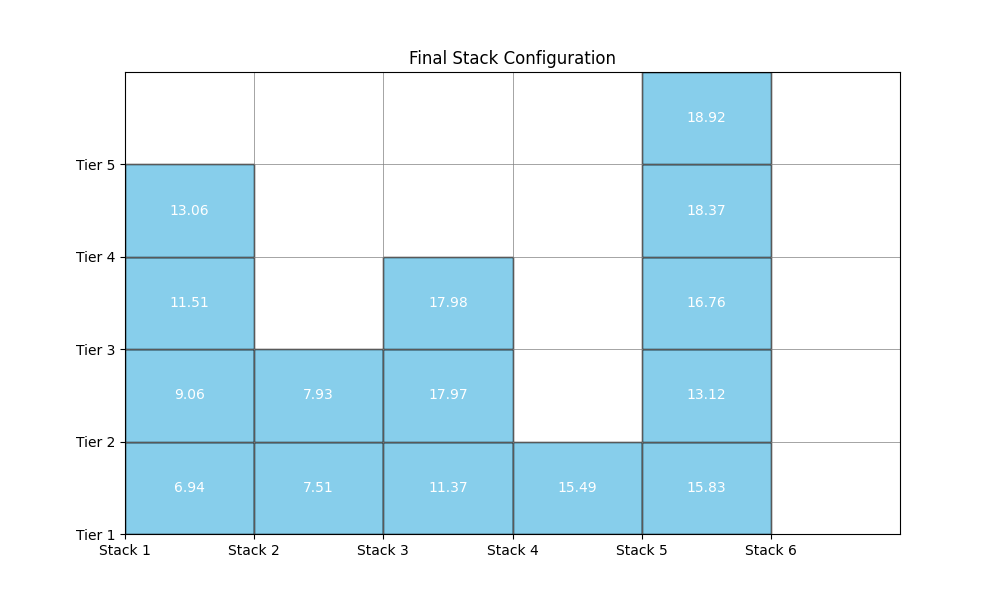 Final Stack Configuration
18.92
Tier 5
13.06
18.37
Tier 4
11.51
17.98
16.76
Tier 3
9.06
7.93
17.97
13.12
Tier 2
6.94
7.51
11.37
15.49
15.83
Tier 1
Stack 1
Stack 2
Stack 3
Stack 4
Stack 5
Stack 6